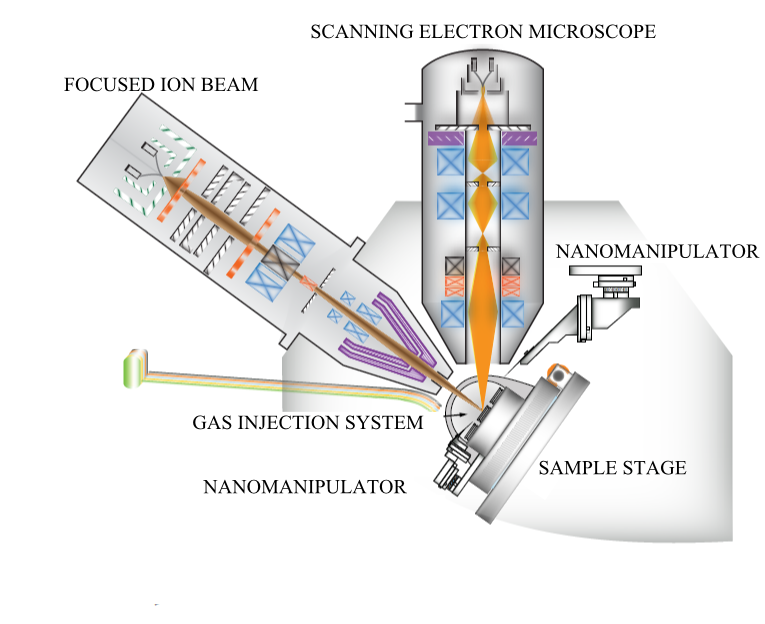 SCANNING ELECTRON MICROSCOPE
FOCUSED ION BEAM
NANOMANIPULATOR
GAS INJECTION SYSTEM
SAMPLE STAGE
NANOMANIPULATOR